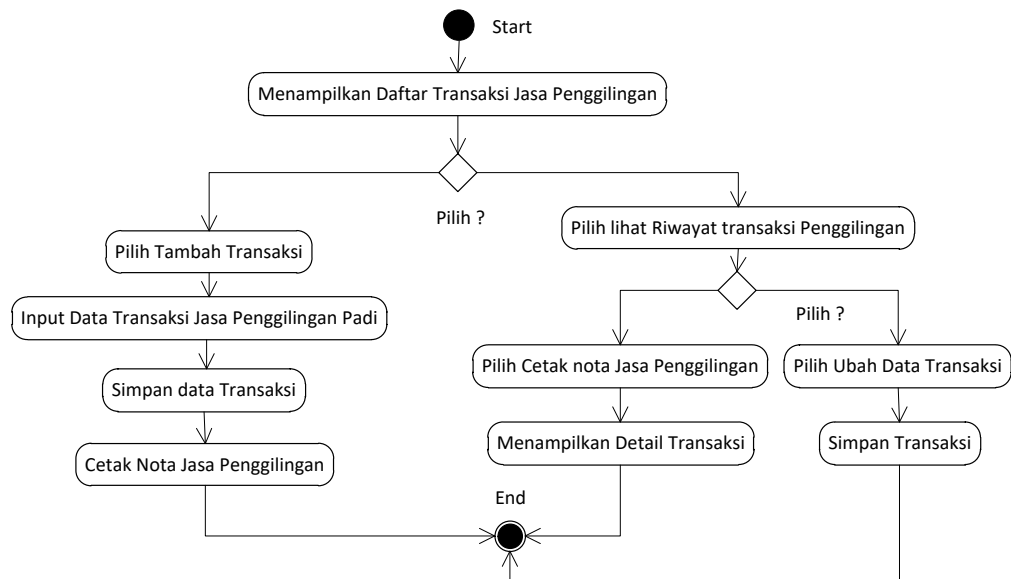 Start
Menampilkan Daftar Transaksi Jasa Penggilingan
Pilih ?
Pilih Tambah Transaksi
Input Data Transaksi Jasa Penggilingan Padi
Simpan data Transaksi
Cetak Nota Jasa Penggilingan
Pilih lihat Riwayat transaksi Penggilingan
Pilih ?
Pilih Cetak nota Jasa Penggilingan
Menampilkan Detail Transaksi
Pilih Ubah Data Transaksi
Simpan Transaksi
End